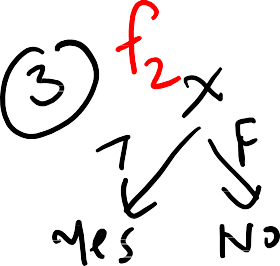 3 f2
x
T F
Yes No